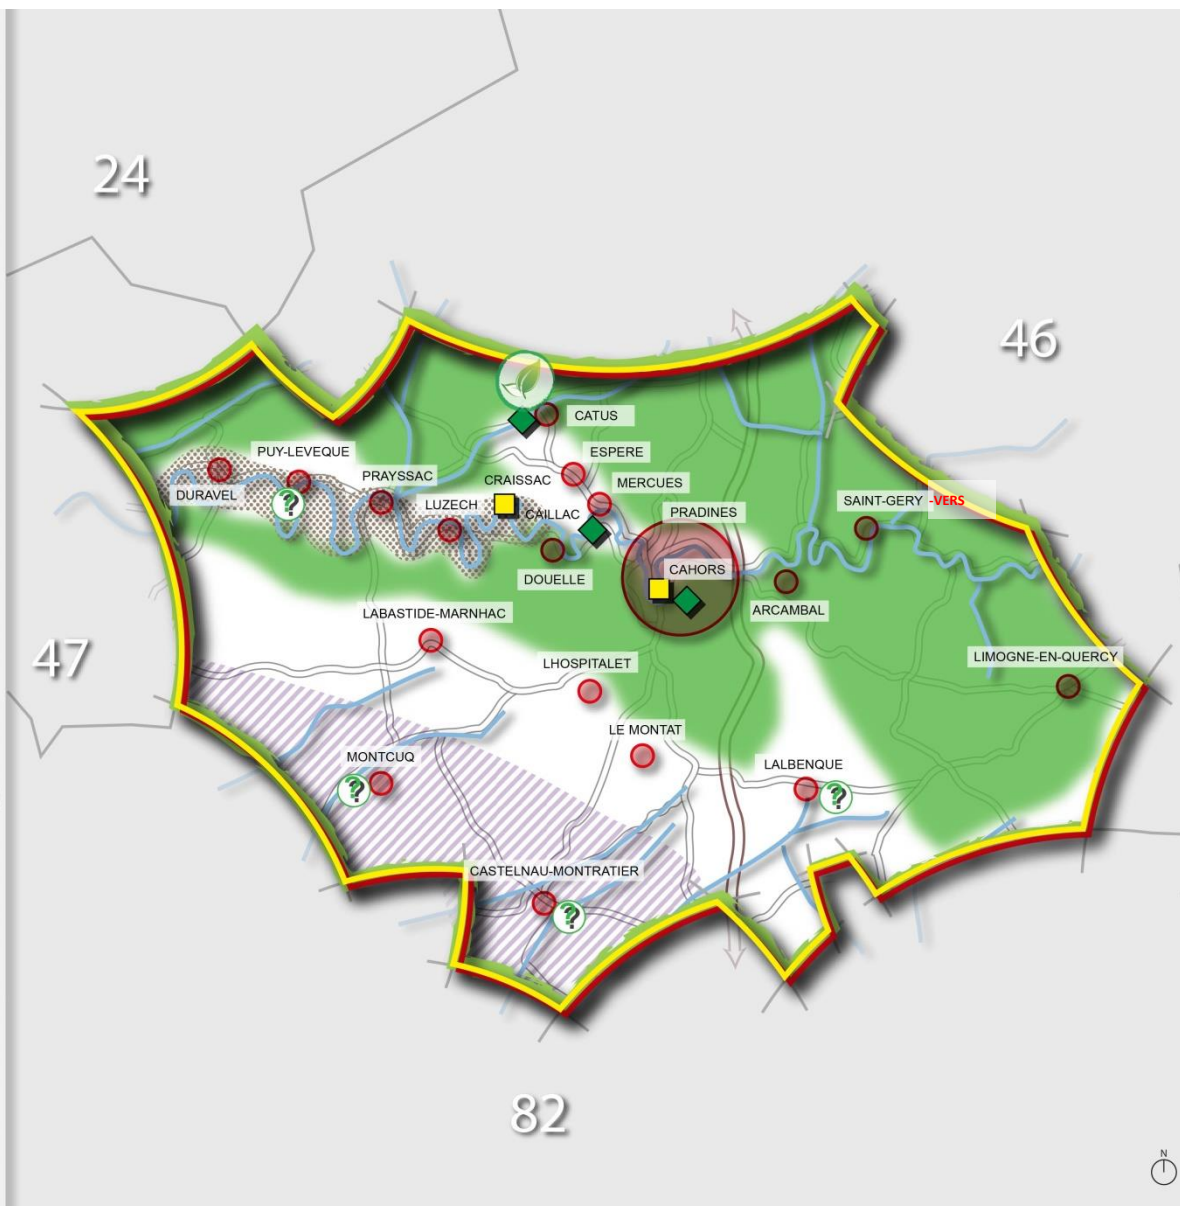 24
46
CATUS
PUY-LEVEQUE
ESPERE
PRAYSSAC
CRAISSAC
MERCUES
DURAVEL
SAINT-GERY -VERS
LUZECH
CAILLAC
PRADINES
CAHORS
DOUELLE
ARCAMBAL
LABASTIDE-MARNHAC
47
LHOSPITALET
LIMOGNE-EN-QUERCY
LE MONTAT
MONTCUQ
LALBENQUE
?
?
?
CASTELNAU-MONTRATIER
?
82
N